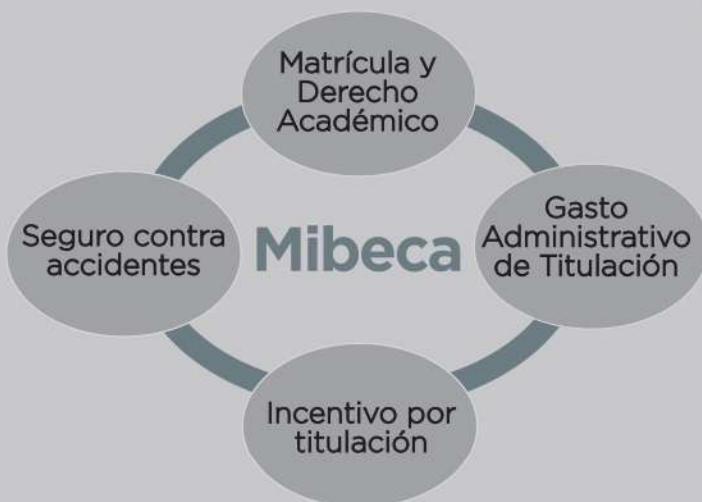 Matrícula y
Derecho
Académico
Seguro contra
accidentes
Mibeca
Gasto
Administrativo
de Titulación
Incentivo por
titulación